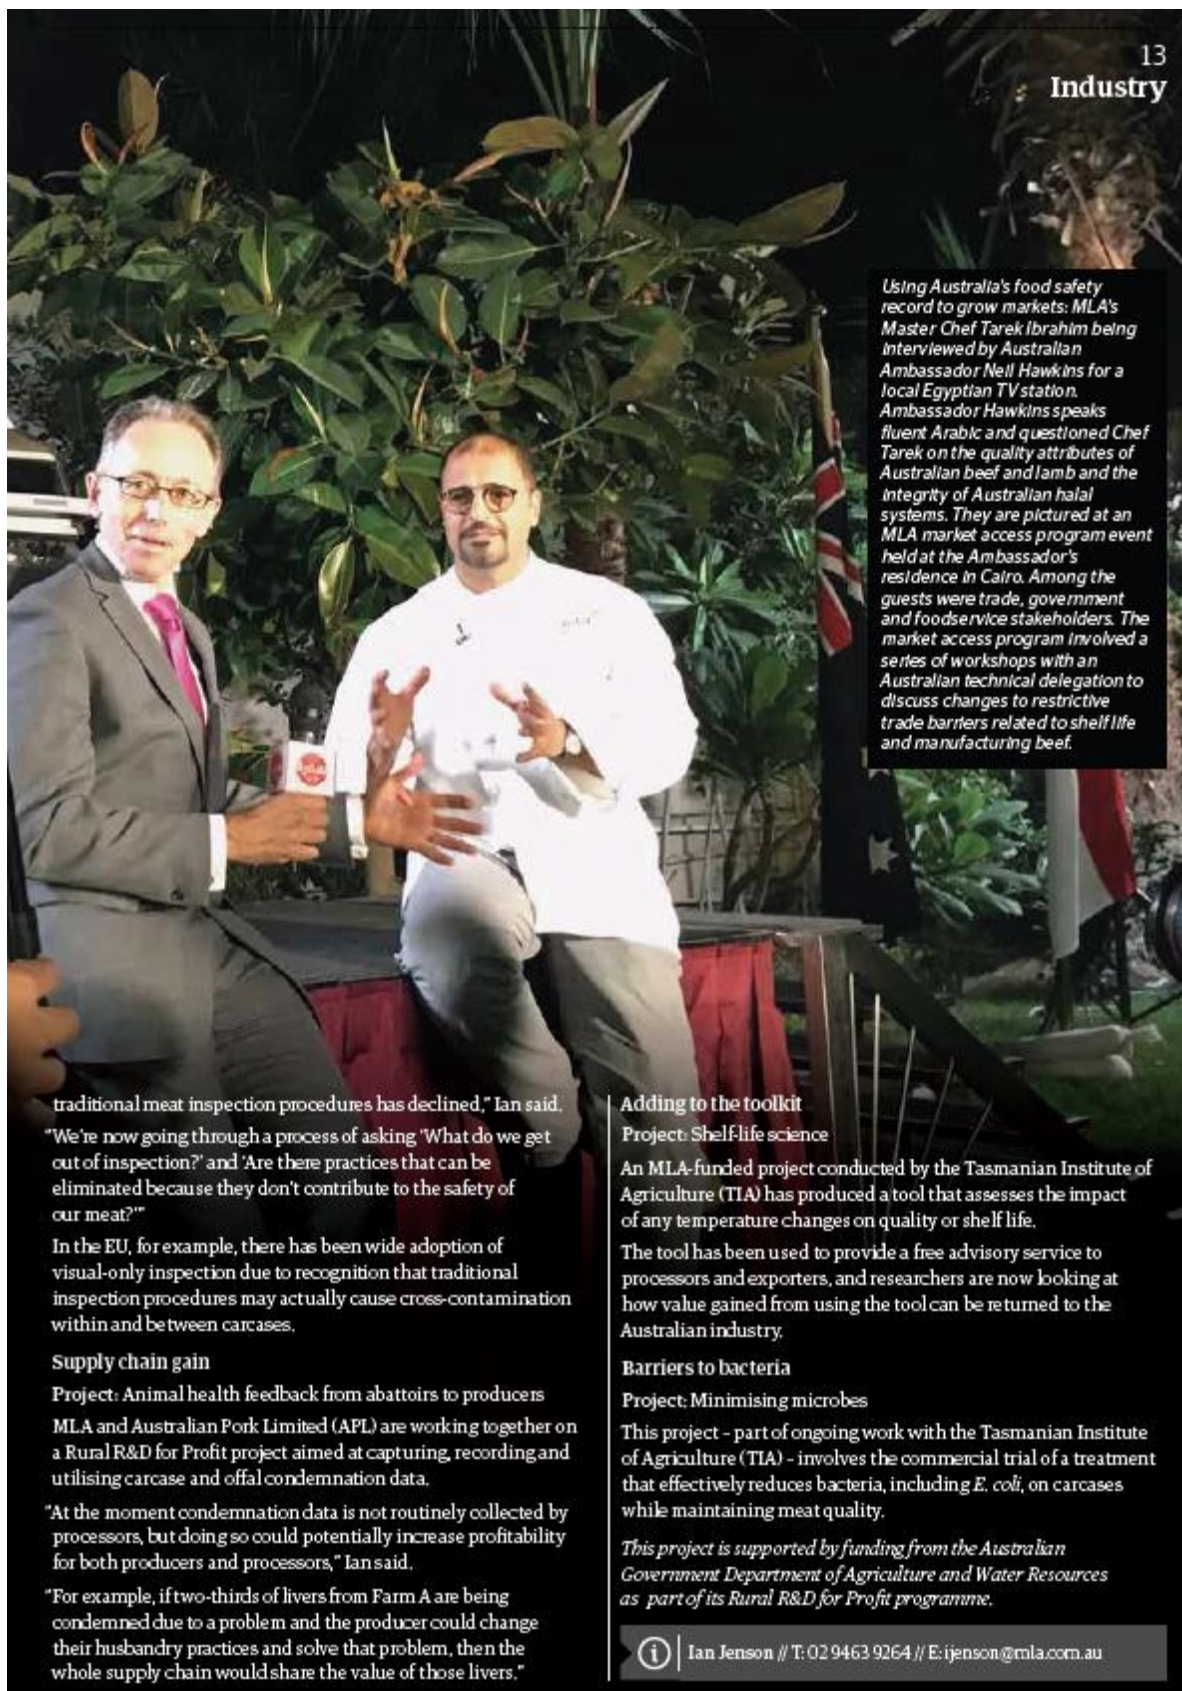 13
Industry
Using Australia's food safety
record to grow markets: MLA's
Master Chef Tarek Ibrahim being
interviewed by Australian
Ambassador Neil Hawkins for a
local Egyptian TV station.
Ambassador Hawkins speaks
fluent Arabic and questioned Chef
Tarek on the quality attributes of
Australian beef and lamb and the
integrity of Australian halal
systems. They are pictured at an
MLA market access program event
held at the Ambassador's
residence in Cairo. Among the
guests were trade, government
and foodservice stakeholders. The
market access program involved a
series of workshops with an
Australian technical delegation to
discuss changes to restrictive
trade barriers related to shelf life
and manufacturing beef.
traditional meat inspection procedures has declined," Ian said.
"We're now going through a process of asking 'What do we get
out of inspection?' and 'Are there practices that can be
eliminated because they don't contribute to the safety of
our meat?'"
In the EU, for example, there has been wide adoption of
visual-only inspection due to recognition that traditional
inspection procedures may actually cause cross-contamination
within and between carcases.
Supply chain gain
Project: Animal health feedback from abattoirs to producers
MLA and Australian Pork Limited (APL) are working together on
a Rural R&D for Profit project aimed at capturing, recording and
utilising carcase and offal condemnation data.
"At the moment condemnation data is not routinely collected by
processors, but doing so could potentially increase profitability
for both producers and processors," Ian said.
"For example, if two-thirds of livers from Farm A are being
condemned due to a problem and the producer could change
their husbandry practices and solve that problem, then the
whole supply chain would share the value of those livers."
Adding to the toolkit
Project: Shelf-life science
An MLA-funded project conducted by the Tasmanian Institute of
Agriculture (TIA) has produced a tool that assesses the impact
of any temperature changes on quality or shelf life.
The tool has been used to provide a free advisory service to
processors and exporters, and researchers are now looking at
how value gained from using the tool can be returned to the
Australian industry.
Barriers to bacteria
Project: Minimising microbes
This project – part of ongoing work with the Tasmanian Institute
of Agriculture (TIA) – involves the commercial trial of a treatment
that effectively reduces bacteria, including E. coli, on carcases
while maintaining meat quality.
This project is supported by funding from the Australian
Government Department of Agriculture and Water Resources
as part of its Rural R&D for Profit programme.
i Ian Jenson // T: 02 9463 9264 // E: ijenson@mla.com.au